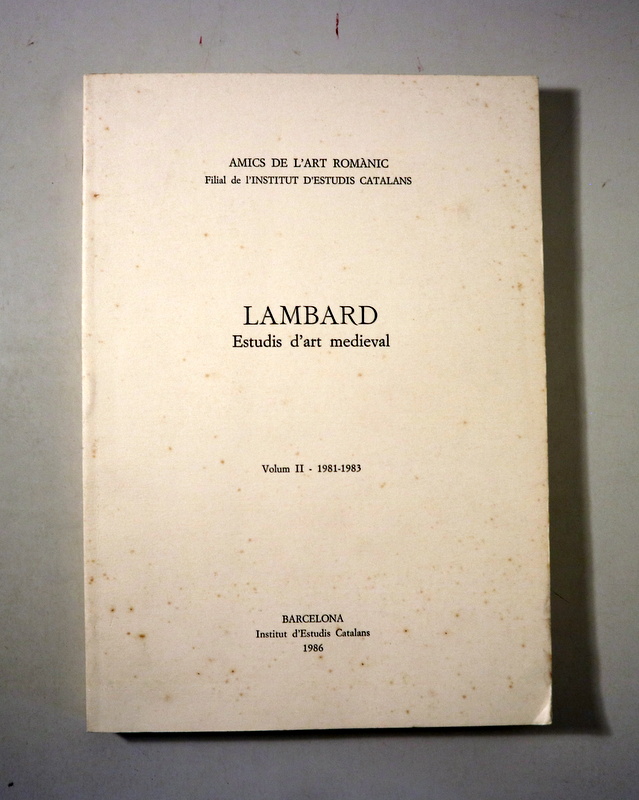 AMICS DE L'ART ROMÀNIC
Filial de l'INSTITUT D'ESTUDIS CATALANS
LAMBARD
Estudis d'art medieval
Volum II - 1981-1983
BARCELONA
Institut d'Estudis Catalans
1986